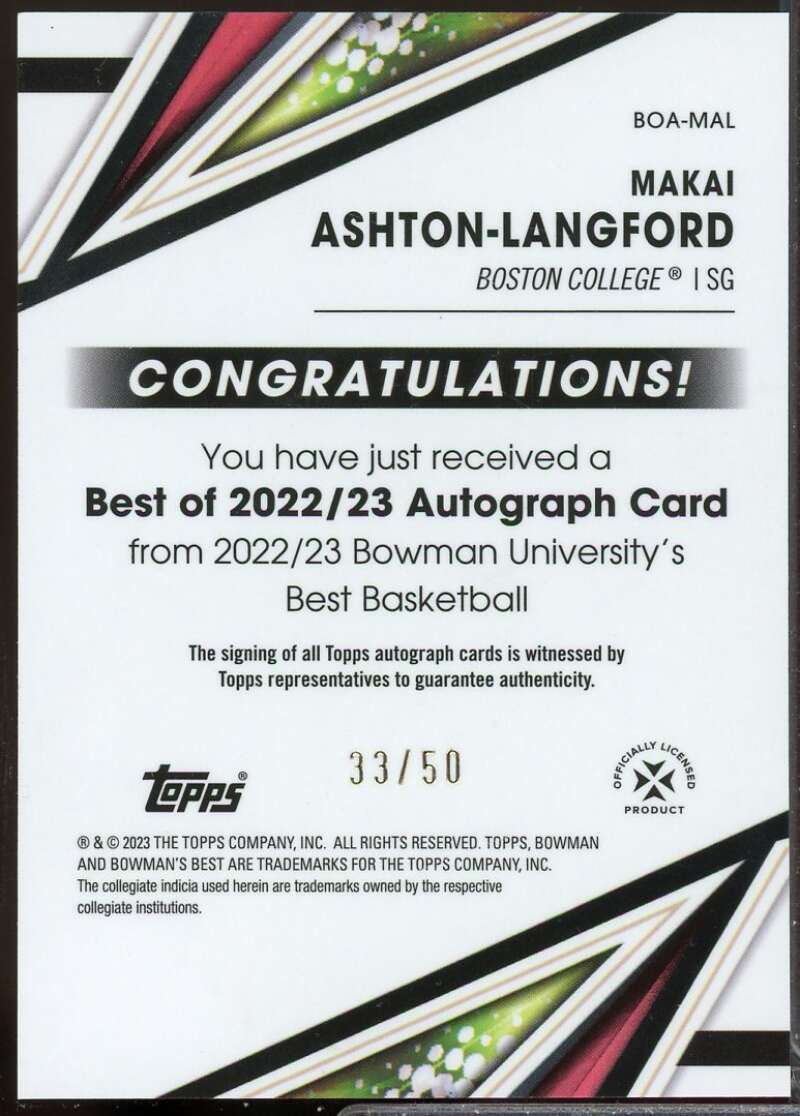 BOA-MAL
MAKAI
ASHTON-LANGFORD
BOSTON COLLEGE® | SG
CONGRATULATIONS!
You have just received a
Best of 2022/23 Autograph Card
from 2022/23 Bowman University's
Best Basketball
The signing of all Topps autograph cards is witnessed by
Topps representatives to guarantee authenticity.
33/50
topps®
OFFICIALLY LICENSED
PRODUCT
® & © 2023 THE TOPPS COMPANY, INC. ALL RIGHTS RESERVED. TOPPS, BOWMAN
AND BOWMAN'S BEST ARE TRADEMARKS FOR THE TOPPS COMPANY, INC.
The collegiate indicia used herein are trademarks owned by the respective
collegiate institutions.